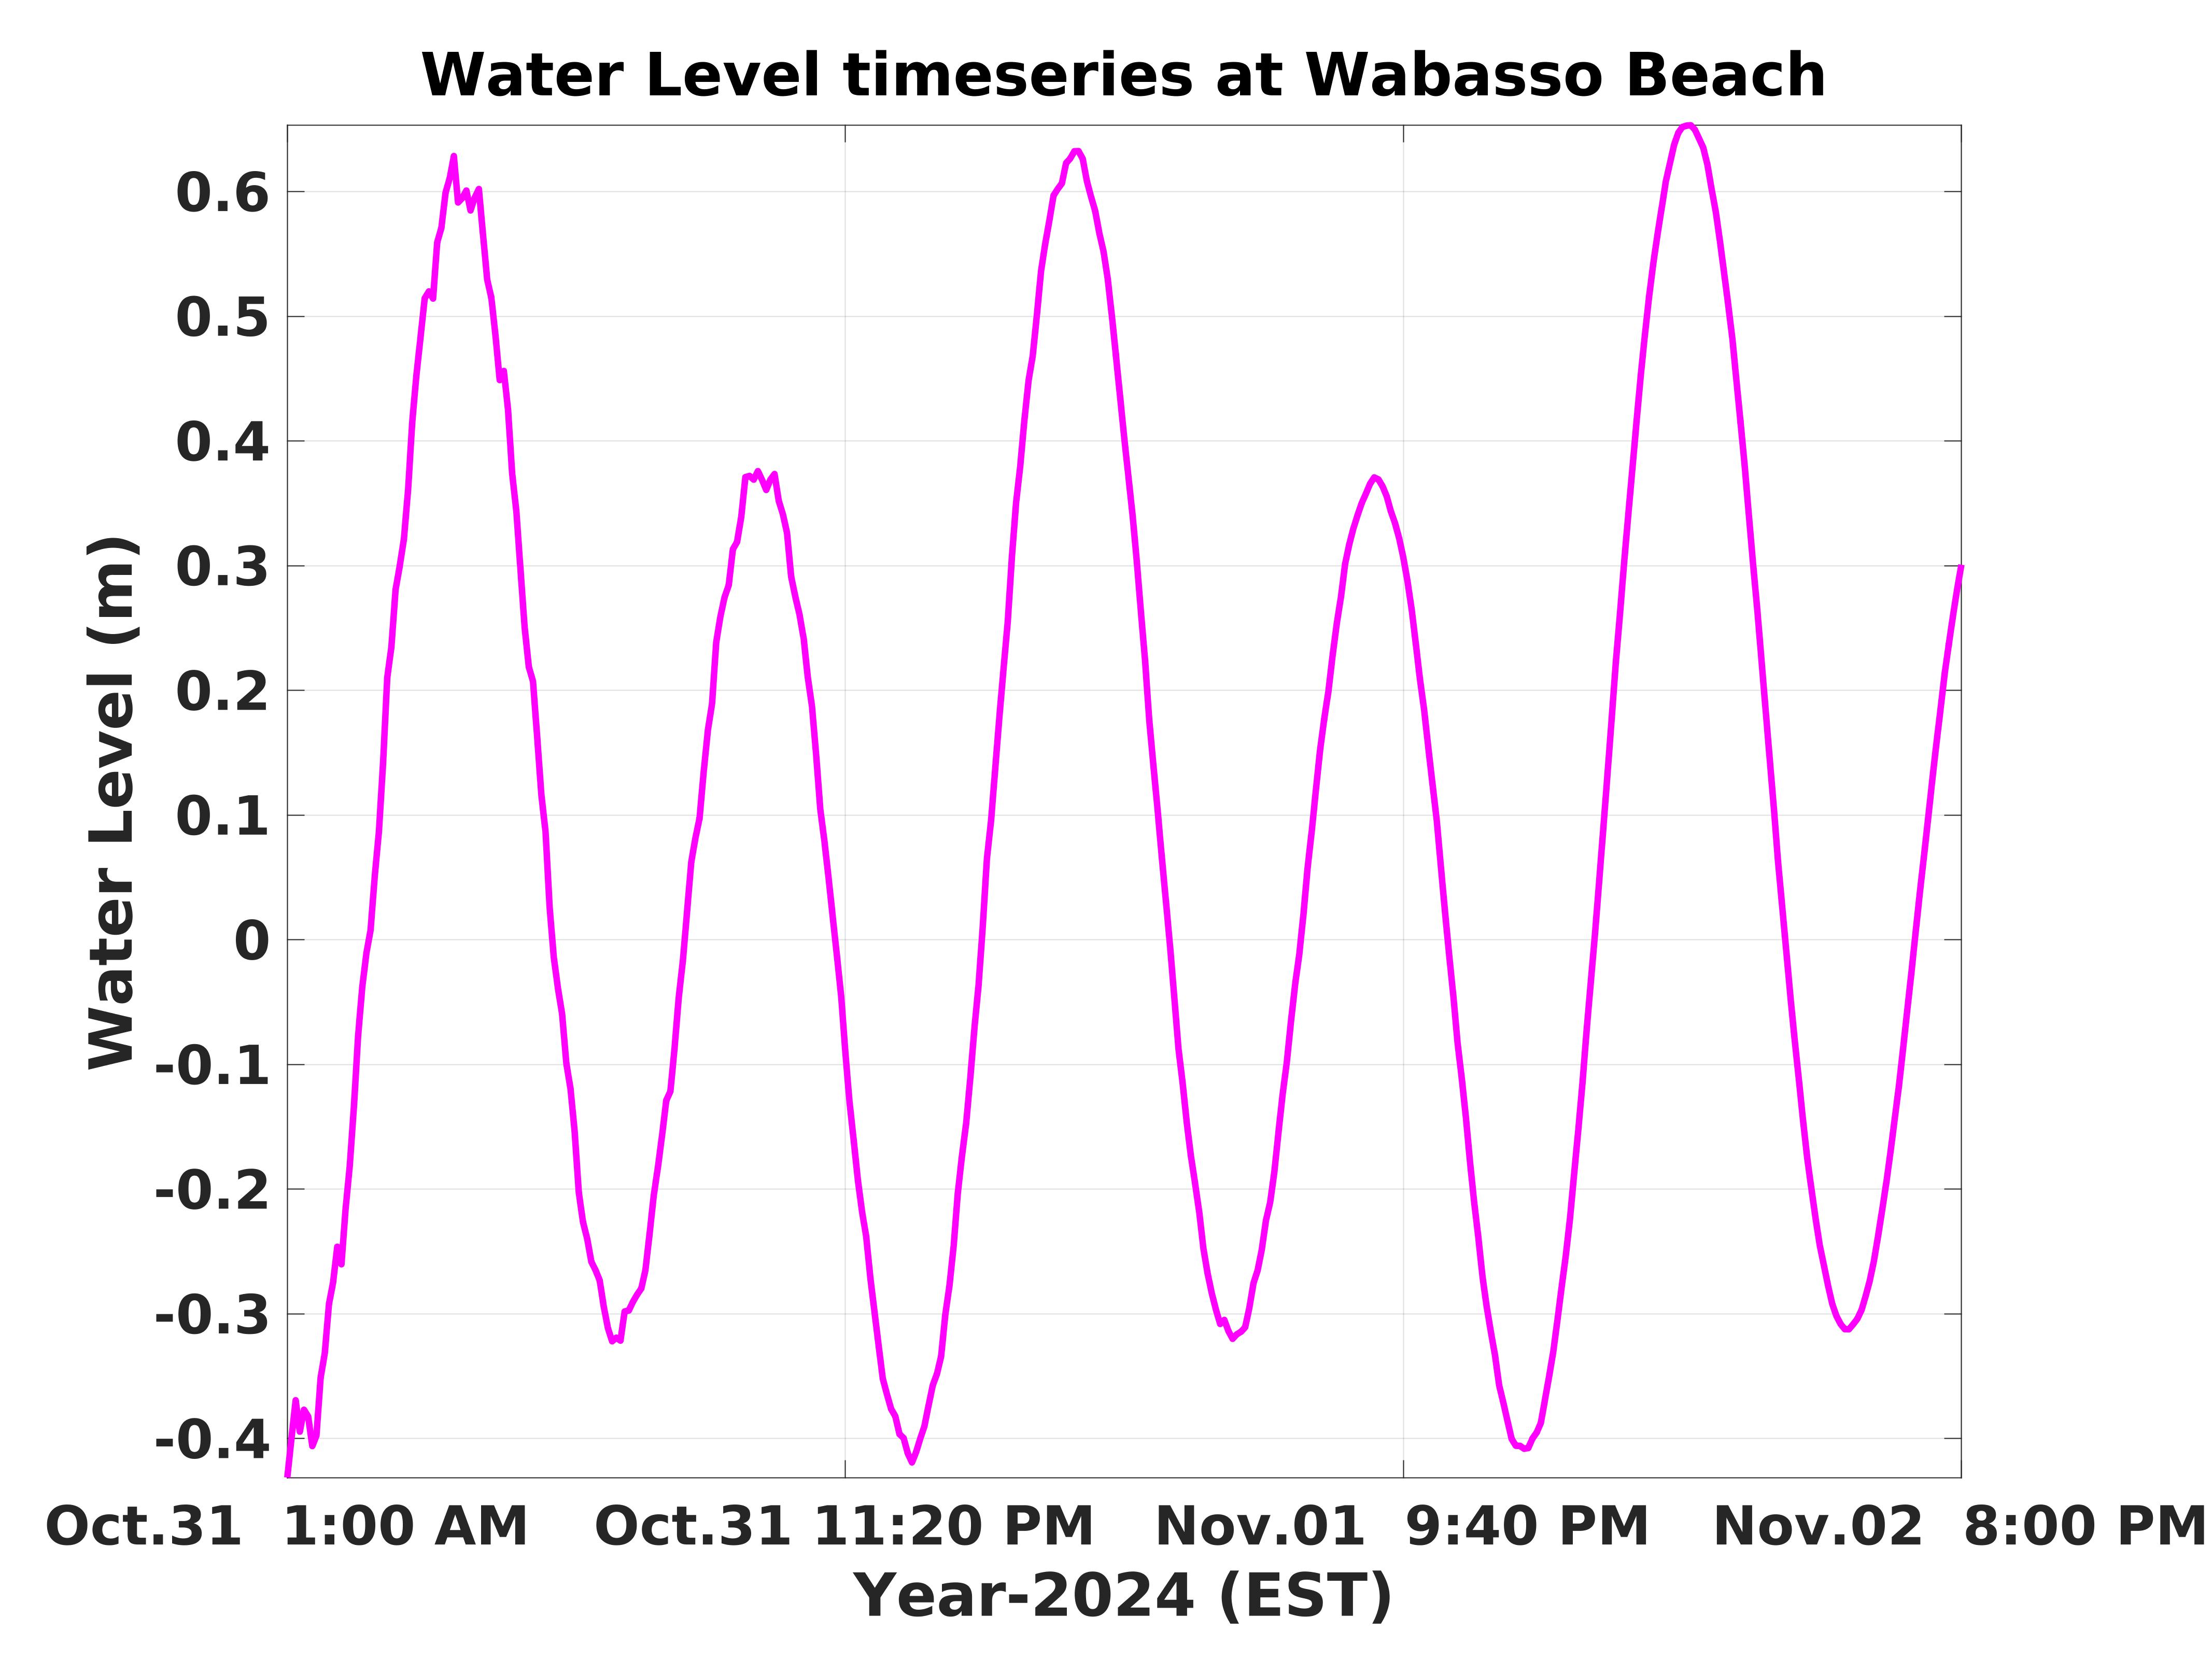 Water Level timeseries at Wabasso Beach
Water Level (m)
0.6
0.5
0.4
0.3
0.2
0.1
0
-0.1
-0.2
-0.3
-0.4
Oct.31 1:00 AM Oct.31 11:20 PM Nov.01 9:40 PM Nov.02 8:00 PM
Year-2024 (EST)